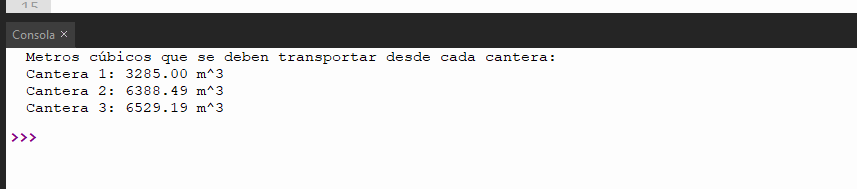 15
Consola ×
Metros cúbicos que se deben transportar desde cada cantera:
Cantera 1: 3285.00 m^3
Cantera 2: 6388.49 m^3
Cantera 3: 6529.19 m^3
>>>